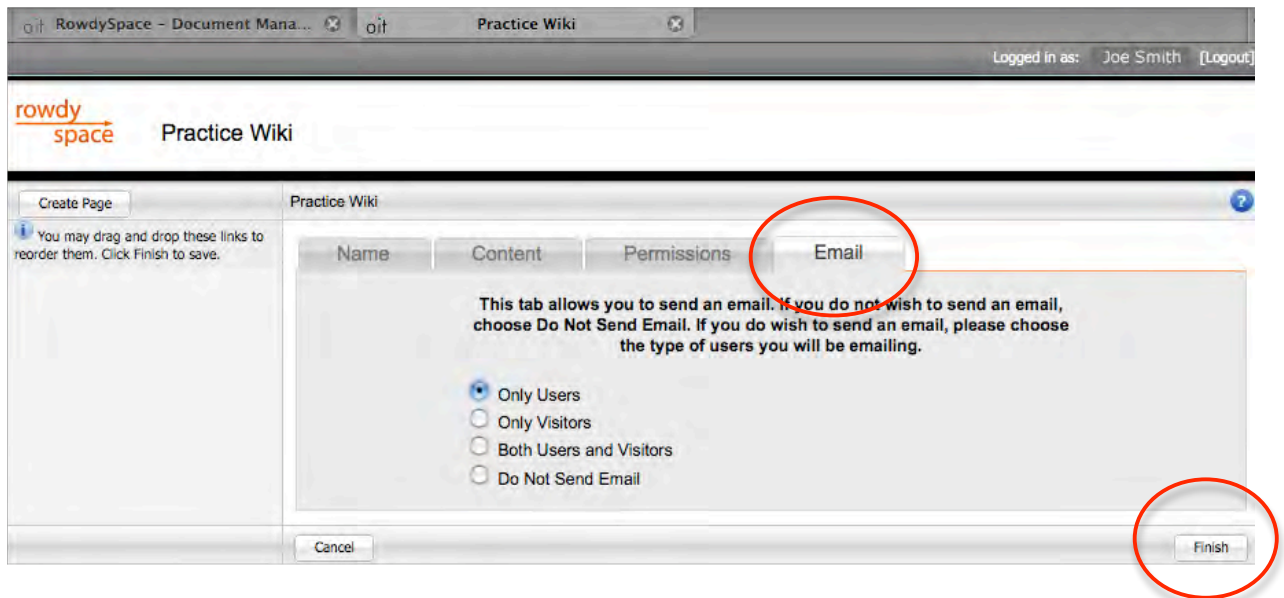 oit RowdySpace - Document Mana... oit Practice Wiki
Logged in as: Joe Smith [Logout]
rowdy
space
Practice Wiki
Create Page
Practice Wiki
?
i You may drag and drop these links to
reorder them. Click Finish to save.
Name Content Permissions Email
This tab allows you to send an email. If you do not wish to send an email,
choose Do Not Send Email. If you do wish to send an email, please choose
the type of users you will be emailing.
Only Users
Only Visitors
Both Users and Visitors
Do Not Send Email
Cancel
Finish